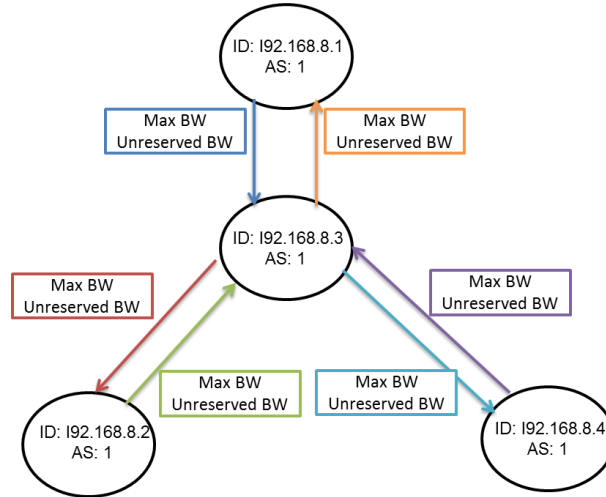 ID: I92.168.8.1
AS: 1
Max BW
Unreserved BW
Max BW
Unreserved BW
ID: I92.168.8.3
AS: 1
Max BW
Unreserved BW
Max BW
Unreserved BW
Max BW
Unreserved BW
Max BW
Unreserved BW
ID: I92.168.8.2
AS: 1
ID: I92.168.8.4
AS: 1